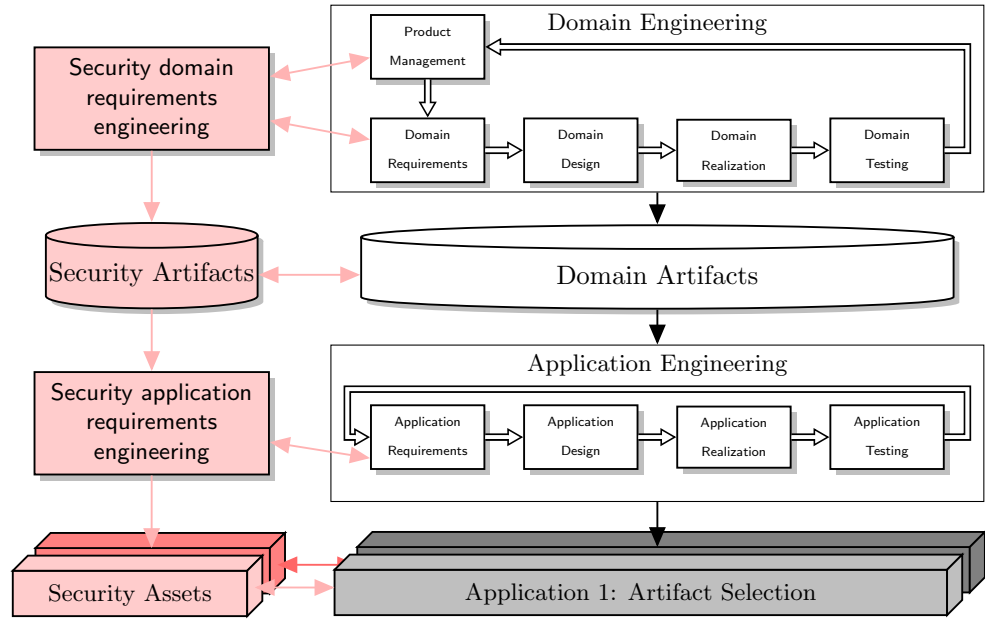 Domain Engineering
Product
Management
Security domain
requirements
engineering
Domain
Requirements
Domain
Design
Domain
Realization
Domain
Testing
Security Artifacts
Domain Artifacts
Application Engineering
Security application
requirements
engineering
Application
Requirements
Application
Design
Application
Realization
Application
Testing
Security Assets
Application 1: Artifact Selection